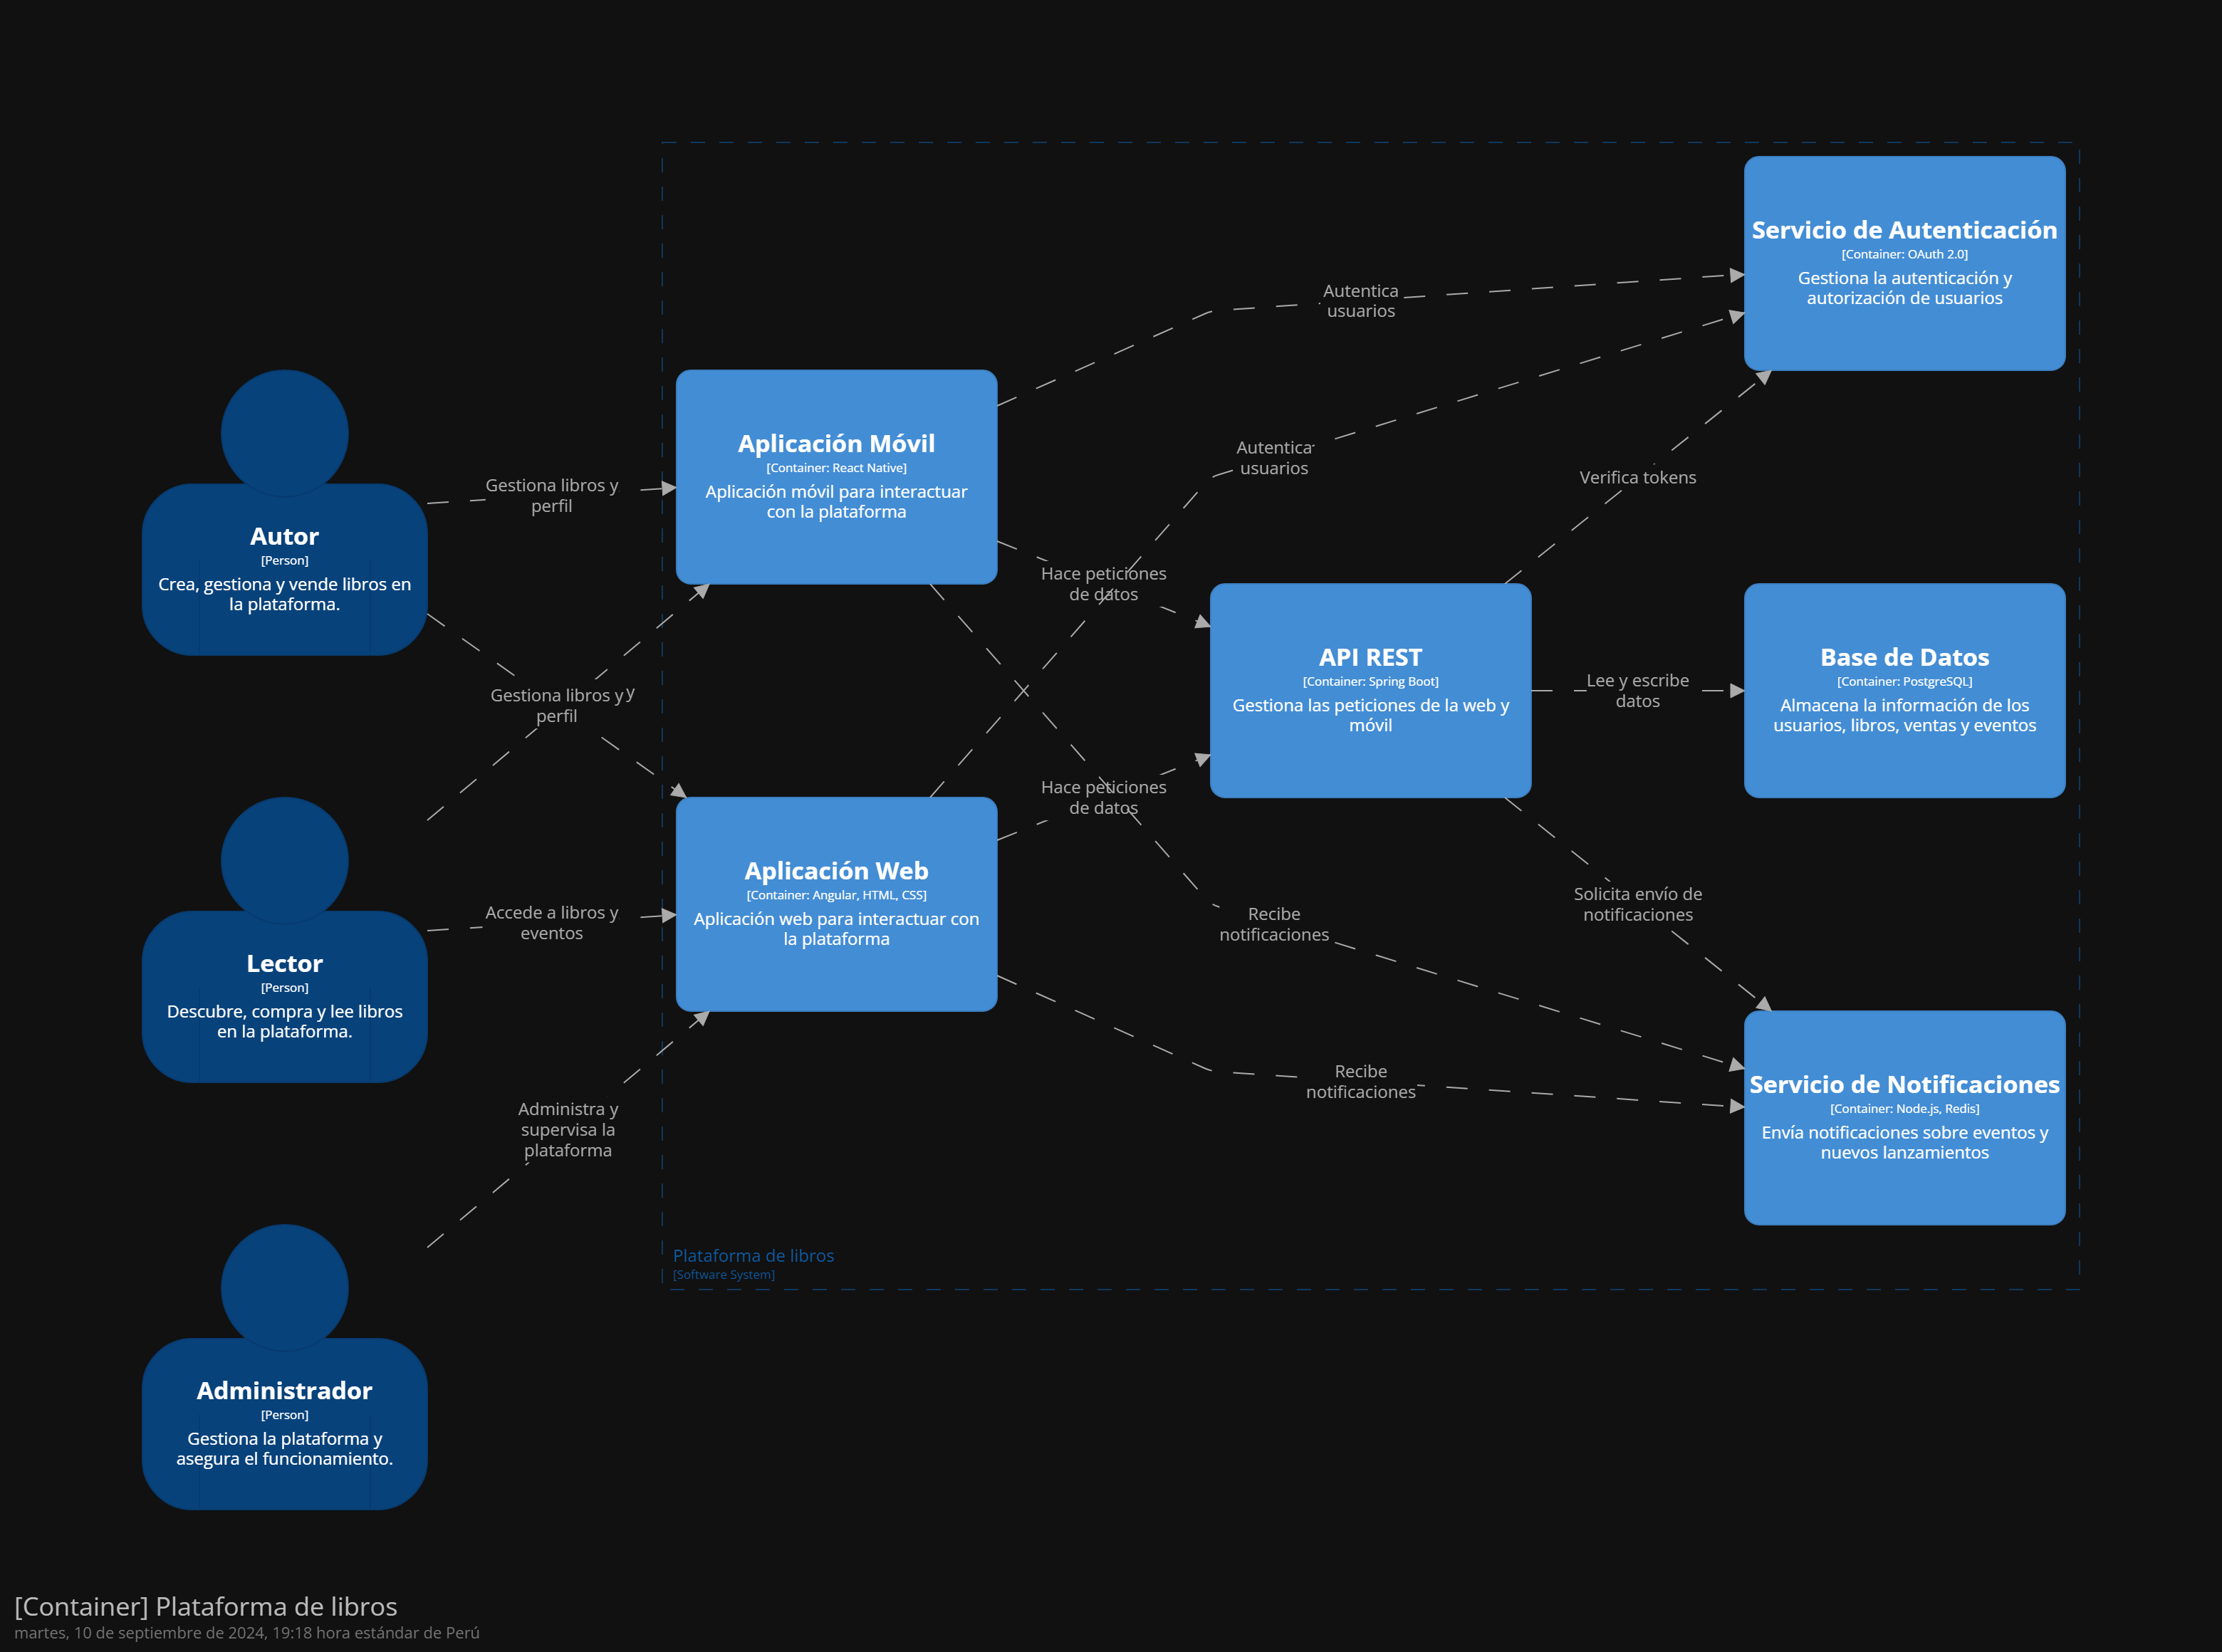 Servicio de Autenticación
[Container: OAuth 2.0]
Gestiona la autenticación y
autorización de usuarios
Autentica
usuarios
Aplicación Móvil
[Container: React Native]
Aplicación móvil para interactuar
con la plataforma
Autentica
usuarios
Verifica tokens
Gestiona libros y
perfil
Autor
[Person]
Crea, gestiona y vende libros en
la plataforma.
Hace peticiones
de datos
API REST
[Container: Spring Boot]
Gestiona las peticiones de la web y
móvil
Lee y escribe
datos
Base de Datos
[Container: PostgreSQL]
Almacena la información de los
usuarios, libros, ventas y eventos
Gestiona libros y
y
perfil
Hace peticiones
de datos
Aplicación Web
[Container: Angular, HTML, CSS]
Aplicación web para interactuar con
la plataforma
Accede a libros y
eventos
Lector
[Person]
Descubre, compra y lee libros
en la plataforma.
Recibe
notificaciones
Solicita envío de
notificaciones
Recibe
notificaciones
Servicio de Notificaciones
[Container: Node.js, Redis]
Envía notificaciones sobre eventos y
nuevos lanzamientos
Administra y
supervisa la
plataforma
Plataforma de libros
[Software System]
Administrador
[Person]
Gestiona la plataforma y
asegura el funcionamiento.
[Container] Plataforma de libros
martes, 10 de septiembre de 2024, 19:18 hora estándar de Perú